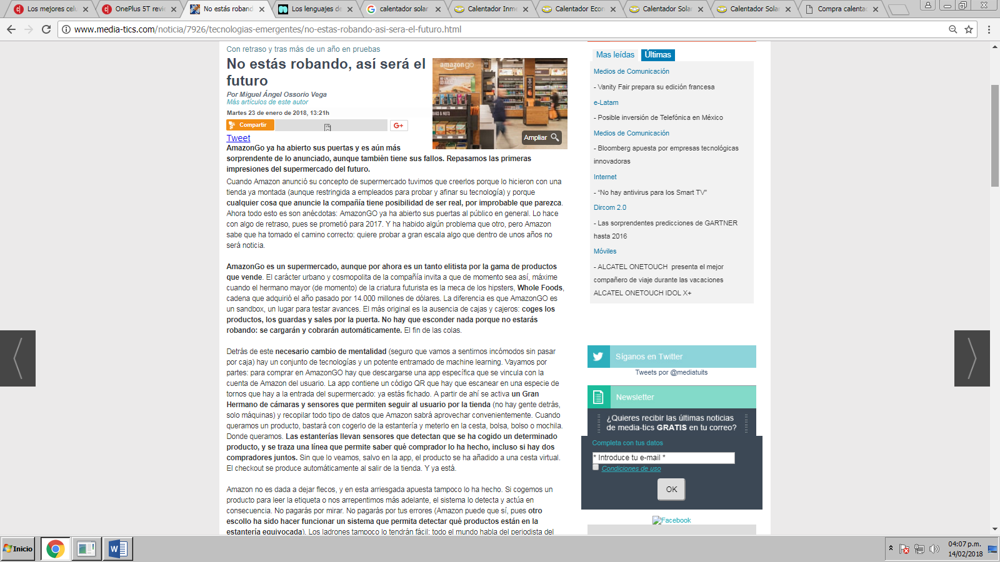 Los mejores celu
OnePlus 5T revie
No estás roband
Los lenguajes de
calentador solar
Calentador Inme
Calentador Econ
Calentador Solar
Calentador Solar
Compra calenta
www.media-tics.com/noticia/7926/tecnologias-emergentes/no-estas-robando-asi-sera-el-futuro.html
Con retraso y tras más de un año en pruebas
No estás robando, así será el
futuro
Por Miguel Ángel Ossorio Vega
Más artículos de este autor
Martes 23 de enero de 2018, 13:21h
Compartir
G+
Tweet
amazon go
Ampliar
AmazonGo ya ha abierto sus puertas y es aún más
sorprendente de lo anunciado, aunque también tiene sus fallos. Repasamos las primeras
impresiones del supermercado del futuro.
Cuando Amazon anunció su concepto de supermercado tuvimos que creerlos porque lo hicieron con una
tienda ya montada (aunque restringida a empleados para probar y afinar su tecnología) y porque
cualquier cosa que anuncie la compañía tiene posibilidad de ser real, por improbable que parezca.
Ahora todo esto es son anécdotas: AmazonGO ya ha abierto sus puertas al público en general. Lo hace
con algo de retraso, pues se prometió para 2017. Y ha habido algún problema que otro, pero Amazon
sabe que ha tomado el camino correcto: quiere probar a gran escala algo que dentro de unos años no
será noticia.
AmazonGo es un supermercado, aunque por ahora es un tanto elitista por la gama de productos
que vende. El carácter urbano y cosmopolita de la compañía invita a que de momento sea así, máxime
cuando el hermano mayor (de momento) de la criatura futurista es la meca de los hipsters, Whole Foods,
cadena que adquirió el año pasado por 14.000 millones de dólares. La diferencia es que AmazonGO es
un sandbox, un lugar para testar avances. El más original es la ausencia de cajas y cajeros: coges los
productos, los guardas y sales por la puerta. No hay que esconder nada porque no estarás
robando: se cargarán y cobrarán automáticamente. El fin de las colas.
Detrás de este necesario cambio de mentalidad (seguro que vamos a sentirnos incómodos sin pasar
por caja) hay un conjunto de tecnologías y un potente entramado de machine learning. Vayamos por
partes: para comprar en AmazonGO hay que descargarse una app específica que se vincula con la
cuenta de Amazon del usuario. La app contiene un código QR que hay que escanear en una especie de
tornos que hay a la entrada del supermercado: ya estás fichado. A partir de ahí se activa un Gran
Hermano de cámaras y sensores que permiten seguir al usuario por la tienda (no hay gente detrás,
solo máquinas) y recopilar todo tipo de datos que Amazon sabrá aprovechar convenientemente. Cuando
queramos un producto, bastará con cogerlo de la estantería y meterlo en la cesta, bolsa, bolso o mochila.
Donde queramos. Las estanterías llevan sensores que detectan que se ha cogido un determinado
producto, y se traza una línea que permite saber qué comprador lo ha hecho, incluso si hay dos
compradores juntos. Sin que lo veamos, salvo en la app, el producto se ha añadido a una cesta virtual.
El checkout se produce automáticamente al salir de la tienda. Y ya está.
Amazon no es dada a dejar flecos, y en esta arriesgada apuesta tampoco lo ha hecho. Si cogemos un
producto para leer la etiqueta o nos arrepentimos más adelante, el sistema lo detecta y actúa en
consecuencia. No pagarás por mirar. No pagarás por tus errores (Amazon puede que sí, pues otro
escollo ha sido hacer funcionar un sistema que permita detectar qué productos están en la
estantería equivocada). Los ladrones tampoco lo tendrán fácil: todo el mundo habla del periodista del
Mas leídas
Últimas
Medios de Comunicación
- Vanity Fair prepara su edición francesa
e-Latam
- Posible inversión de Telefónica en México
Medios de Comunicación
- Bloomberg apuesta por empresas tecnológicas
innovadoras
Internet
- “No hay antivirus para los Smart TV”
Dircom 2.0
- Las sorprendentes predicciones de GARTNER
hasta 2016
Móviles
- ALCATEL ONETOUCH presenta el mejor
compañero de viaje durante las vacaciones
ALCATEL ONETOUCH IDOL X+
Síganos en Twitter
Tweets por @mediatuits
Newsletter
¿Quieres recibir las últimas noticias
de media-tics GRATIS en tu correo?
Completa con tus datos
* Introduce tu e-mail *
Condiciones de uso
OK
Facebook
Inicio
04:07 p.m.
14/02/2018